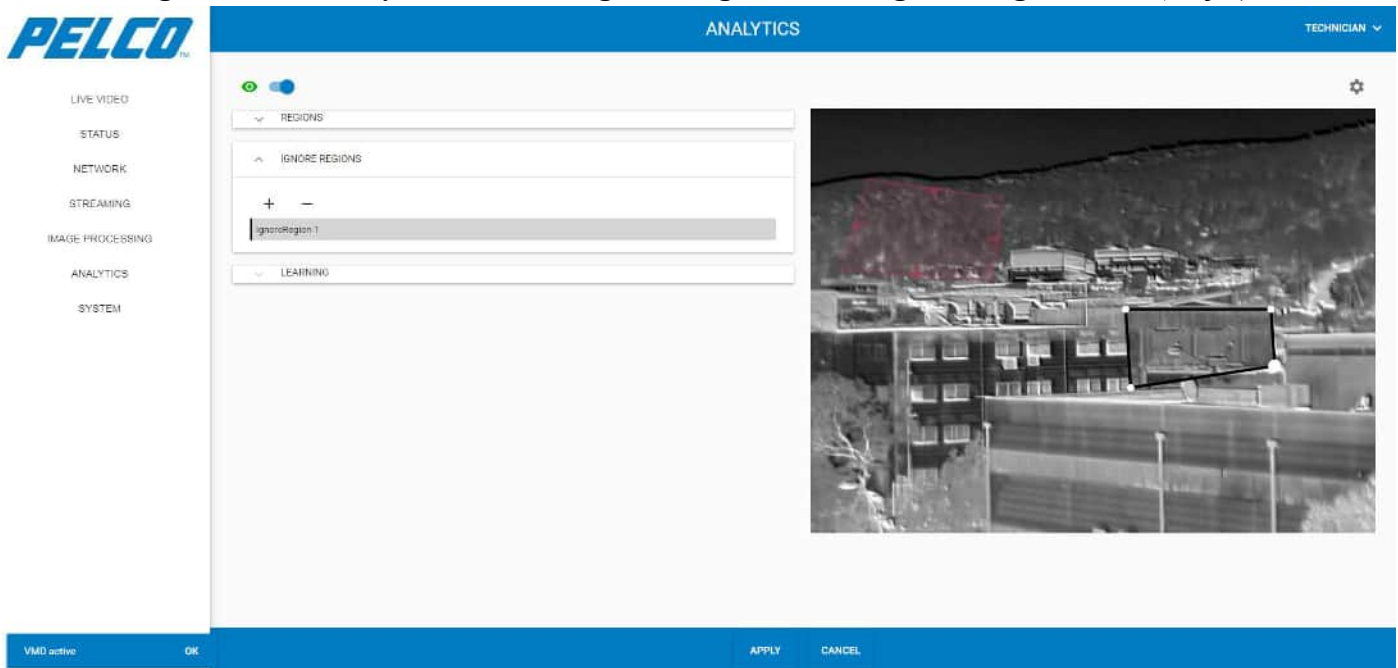 PELCO™
ANALYTICS
TECHNICIAN
LIVE VIDEO
STATUS
NETWORK
STREAMING
IMAGE PROCESSING
ANALYTICS
SYSTEM
REGIONS
IGNORE REGIONS
+ −
IgnoreRegion 1
LEARNING
VMD active OK
APPLY CANCEL